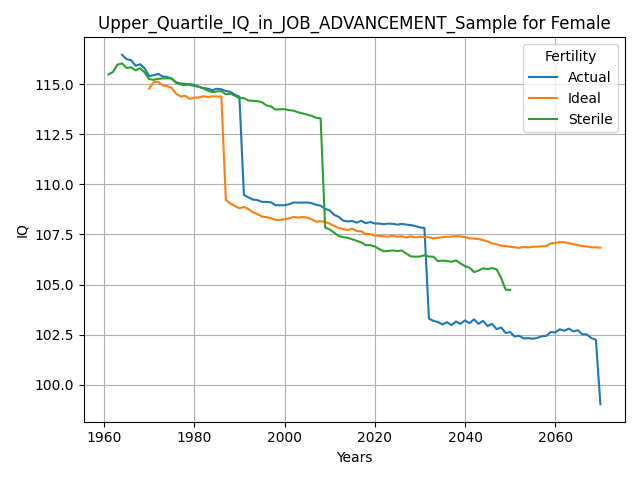 Upper_Quartile_IQ_in_JOB_ADVANCEMENT_Sample for Female
Fertility
Actual
Ideal
Sterile
115.0
112.5
110.0
107.5
105.0
102.5
100.0
IQ
1960
1980
2000
2020
2040
2060
Years